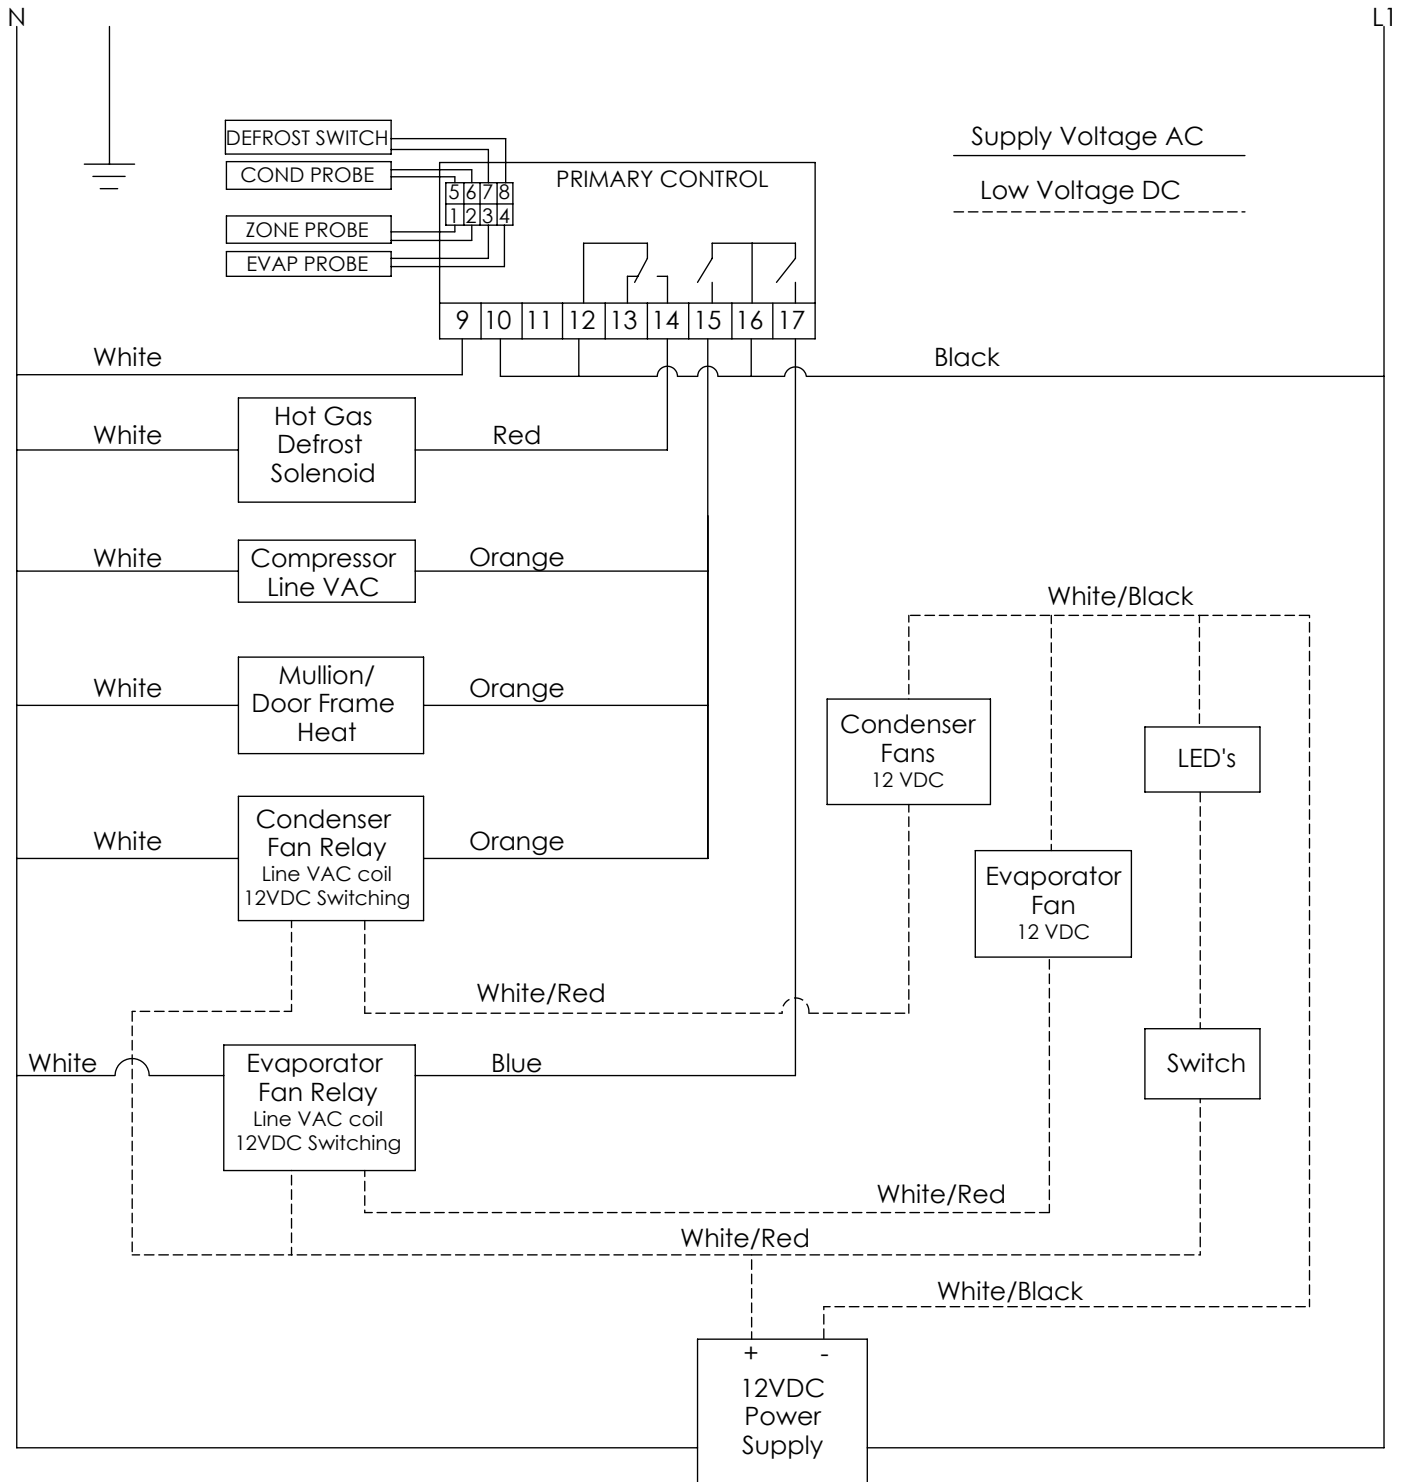 N
L1
DEFROST SWITCH
COND PROBE
ZONE PROBE
EVAP PROBE
5 6 7 8
1 2 3 4
PRIMARY CONTROL
Supply Voltage AC
Low Voltage DC
9 10 11 12 13 14 15 16 17
White
Black
White
Hot Gas
Defrost
Solenoid
Red
White
Compressor
Line VAC
Orange
White
Mullion/
Door Frame
Heat
Orange
White
Condenser
Fan Relay
Line VAC coil
12VDC Switching
Orange
White/Black
Condenser
Fans
12 VDC
LED's
Evaporator
Fan
12 VDC
White/Red
Switch
White
Evaporator
Fan Relay
Line VAC coil
12VDC Switching
Blue
White/Red
White/Red
White/Black
+ -
12VDC
Power
Supply